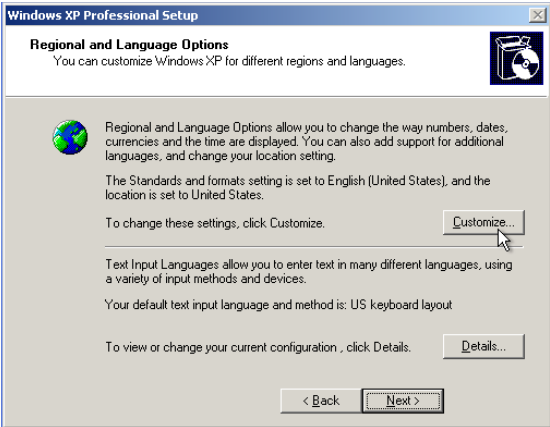 Windows XP Professional Setup
Regional and Language Options
You can customize Windows XP for different regions and languages.
Regional and Language Options allow you to change the way numbers, dates,
currencies and the time are displayed. You can also add support for additional
languages, and change your location setting.
The Standards and formats setting is set to English (United States), and the
location is set to United States.
To change these settings, click Customize.
Customize...
Text Input Languages allow you to enter text in many different languages, using
a variety of input methods and devices.
Your default text input language and method is: US keyboard layout
To view or change your current configuration , click Details.
Details...
< Back
Next >